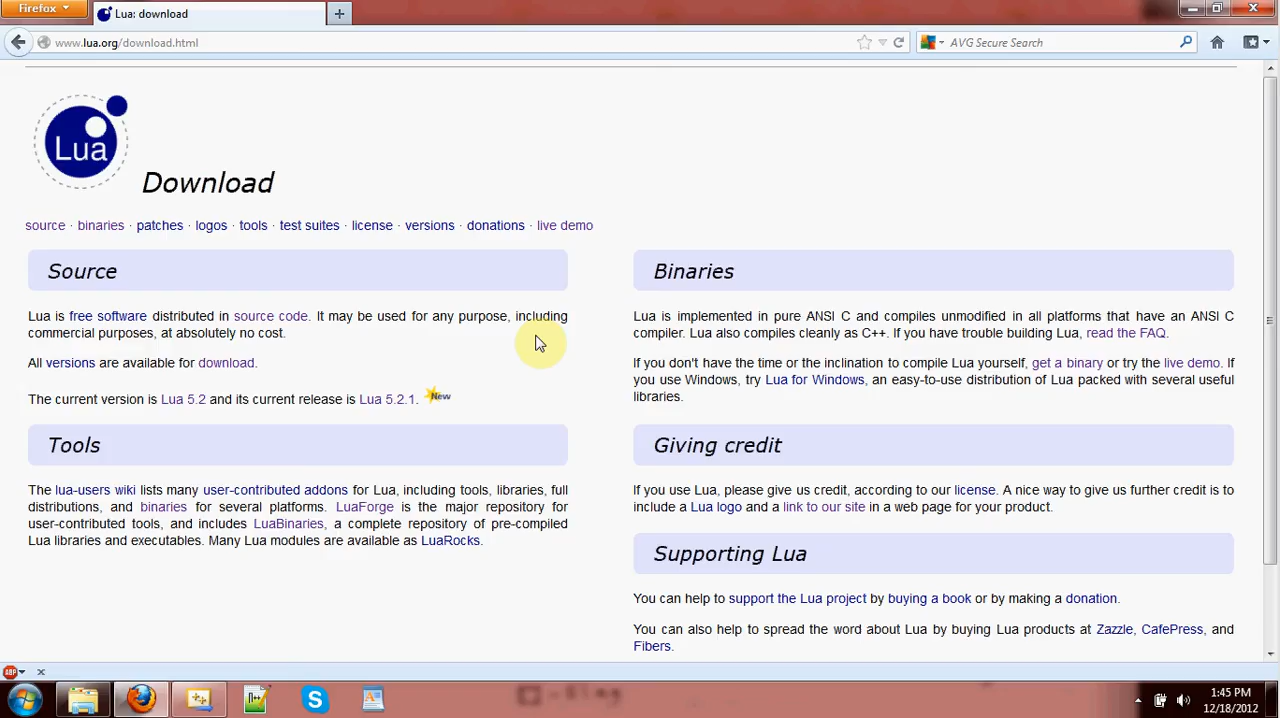 Firefox
Lua: download
www.lua.org/download.html
AVG Secure Search
Lua
Download
source · binaries · patches · logos · tools · test suites · license · versions · donations · live demo
Source
Lua is free software distributed in source code. It may be used for any purpose, including
commercial purposes, at absolutely no cost.
All versions are available for download.
The current version is Lua 5.2 and its current release is Lua 5.2.1. New
Tools
The lua-users wiki lists many user-contributed addons for Lua, including tools, libraries, full
distributions, and binaries for several platforms. LuaForge is the major repository for
user-contributed tools, and includes LuaBinaries, a complete repository of pre-compiled
Lua libraries and executables. Many Lua modules are available as LuaRocks.
Binaries
Lua is implemented in pure ANSI C and compiles unmodified in all platforms that have an ANSI C
compiler. Lua also compiles cleanly as C++. If you have trouble building Lua, read the FAQ.
If you don't have the time or the inclination to compile Lua yourself, get a binary or try the live demo. If
you use Windows, try Lua for Windows, an easy-to-use distribution of Lua packed with several useful
libraries.
Giving credit
If you use Lua, please give us credit, according to our license. A nice way to give us further credit is to
include a Lua logo and a link to our site in a web page for your product.
Supporting Lua
You can help to support the Lua project by buying a book or by making a donation.
You can also help to spread the word about Lua by buying Lua products at Zazzle, CafePress, and
Fibers.
ABP
1:45 PM
12/18/2012